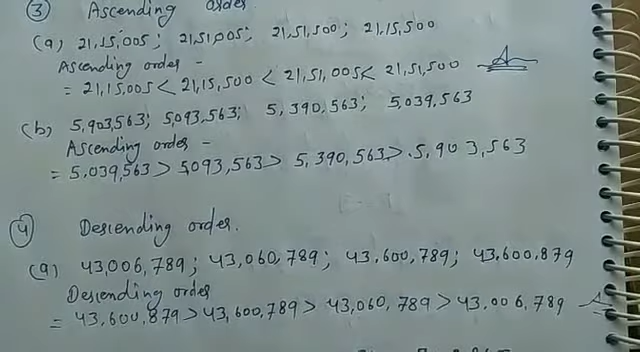 ③ Ascending order.
(a) 21,15,005; 21,51,005; 21,51,500; 21,15,500
Ascending order -
= 21,15,005 < 21,15,500 < 21,51,005 < 21,51,500
(b) 5,903,563; 5,093,563; 5,390,563; 5,039,563
Ascending order -
= 5,039,563 > 5,093,563 > 5,390,563 > 5,903,563
④ Descending order.
(a) 43,006,789; 43,060,789; 43,600,789; 43,600,879
Descending order
= 43,600,879 > 43,600,789 > 43,060,789 > 43,006,789